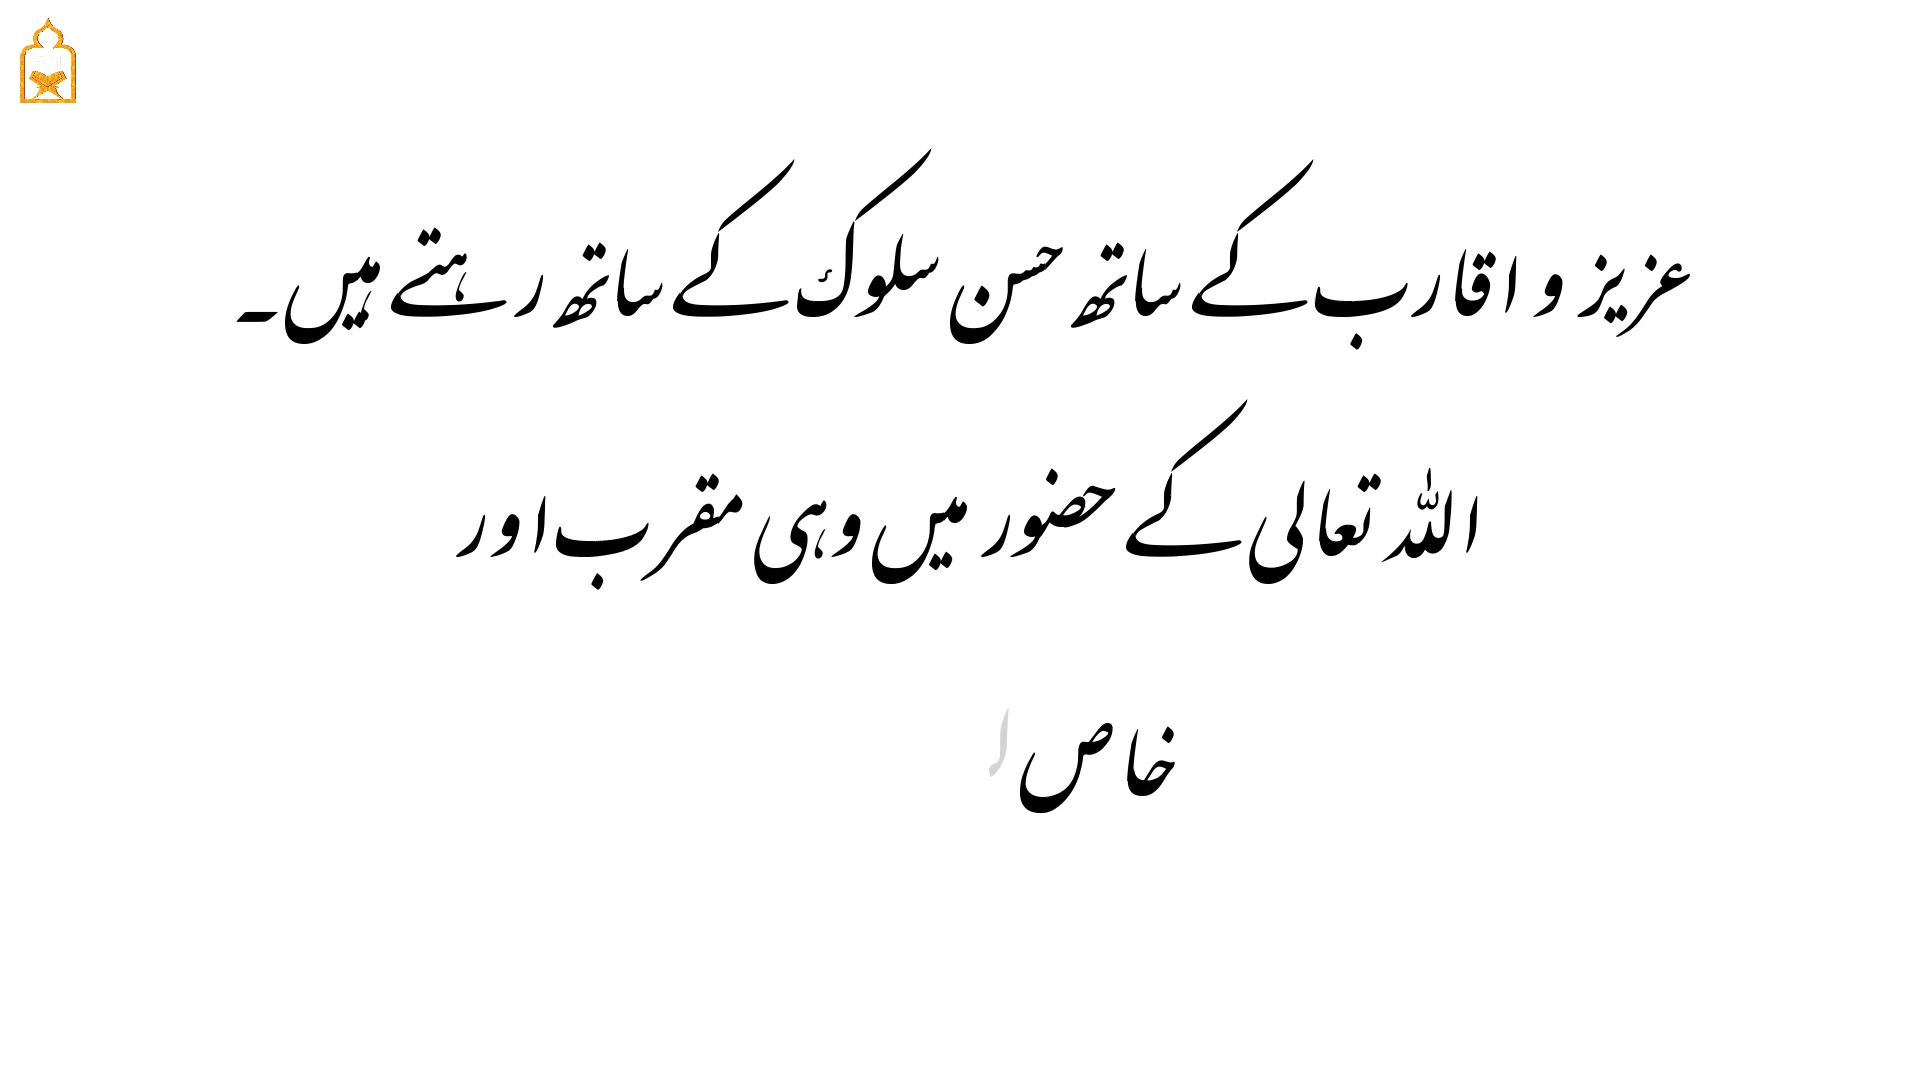 عزیز و اقارب کے ساتھ حسن سلوک کے ساتھ رہتے ہیں۔
اللہ تعالی کے حضور میں وہی مقرب اور
خاص